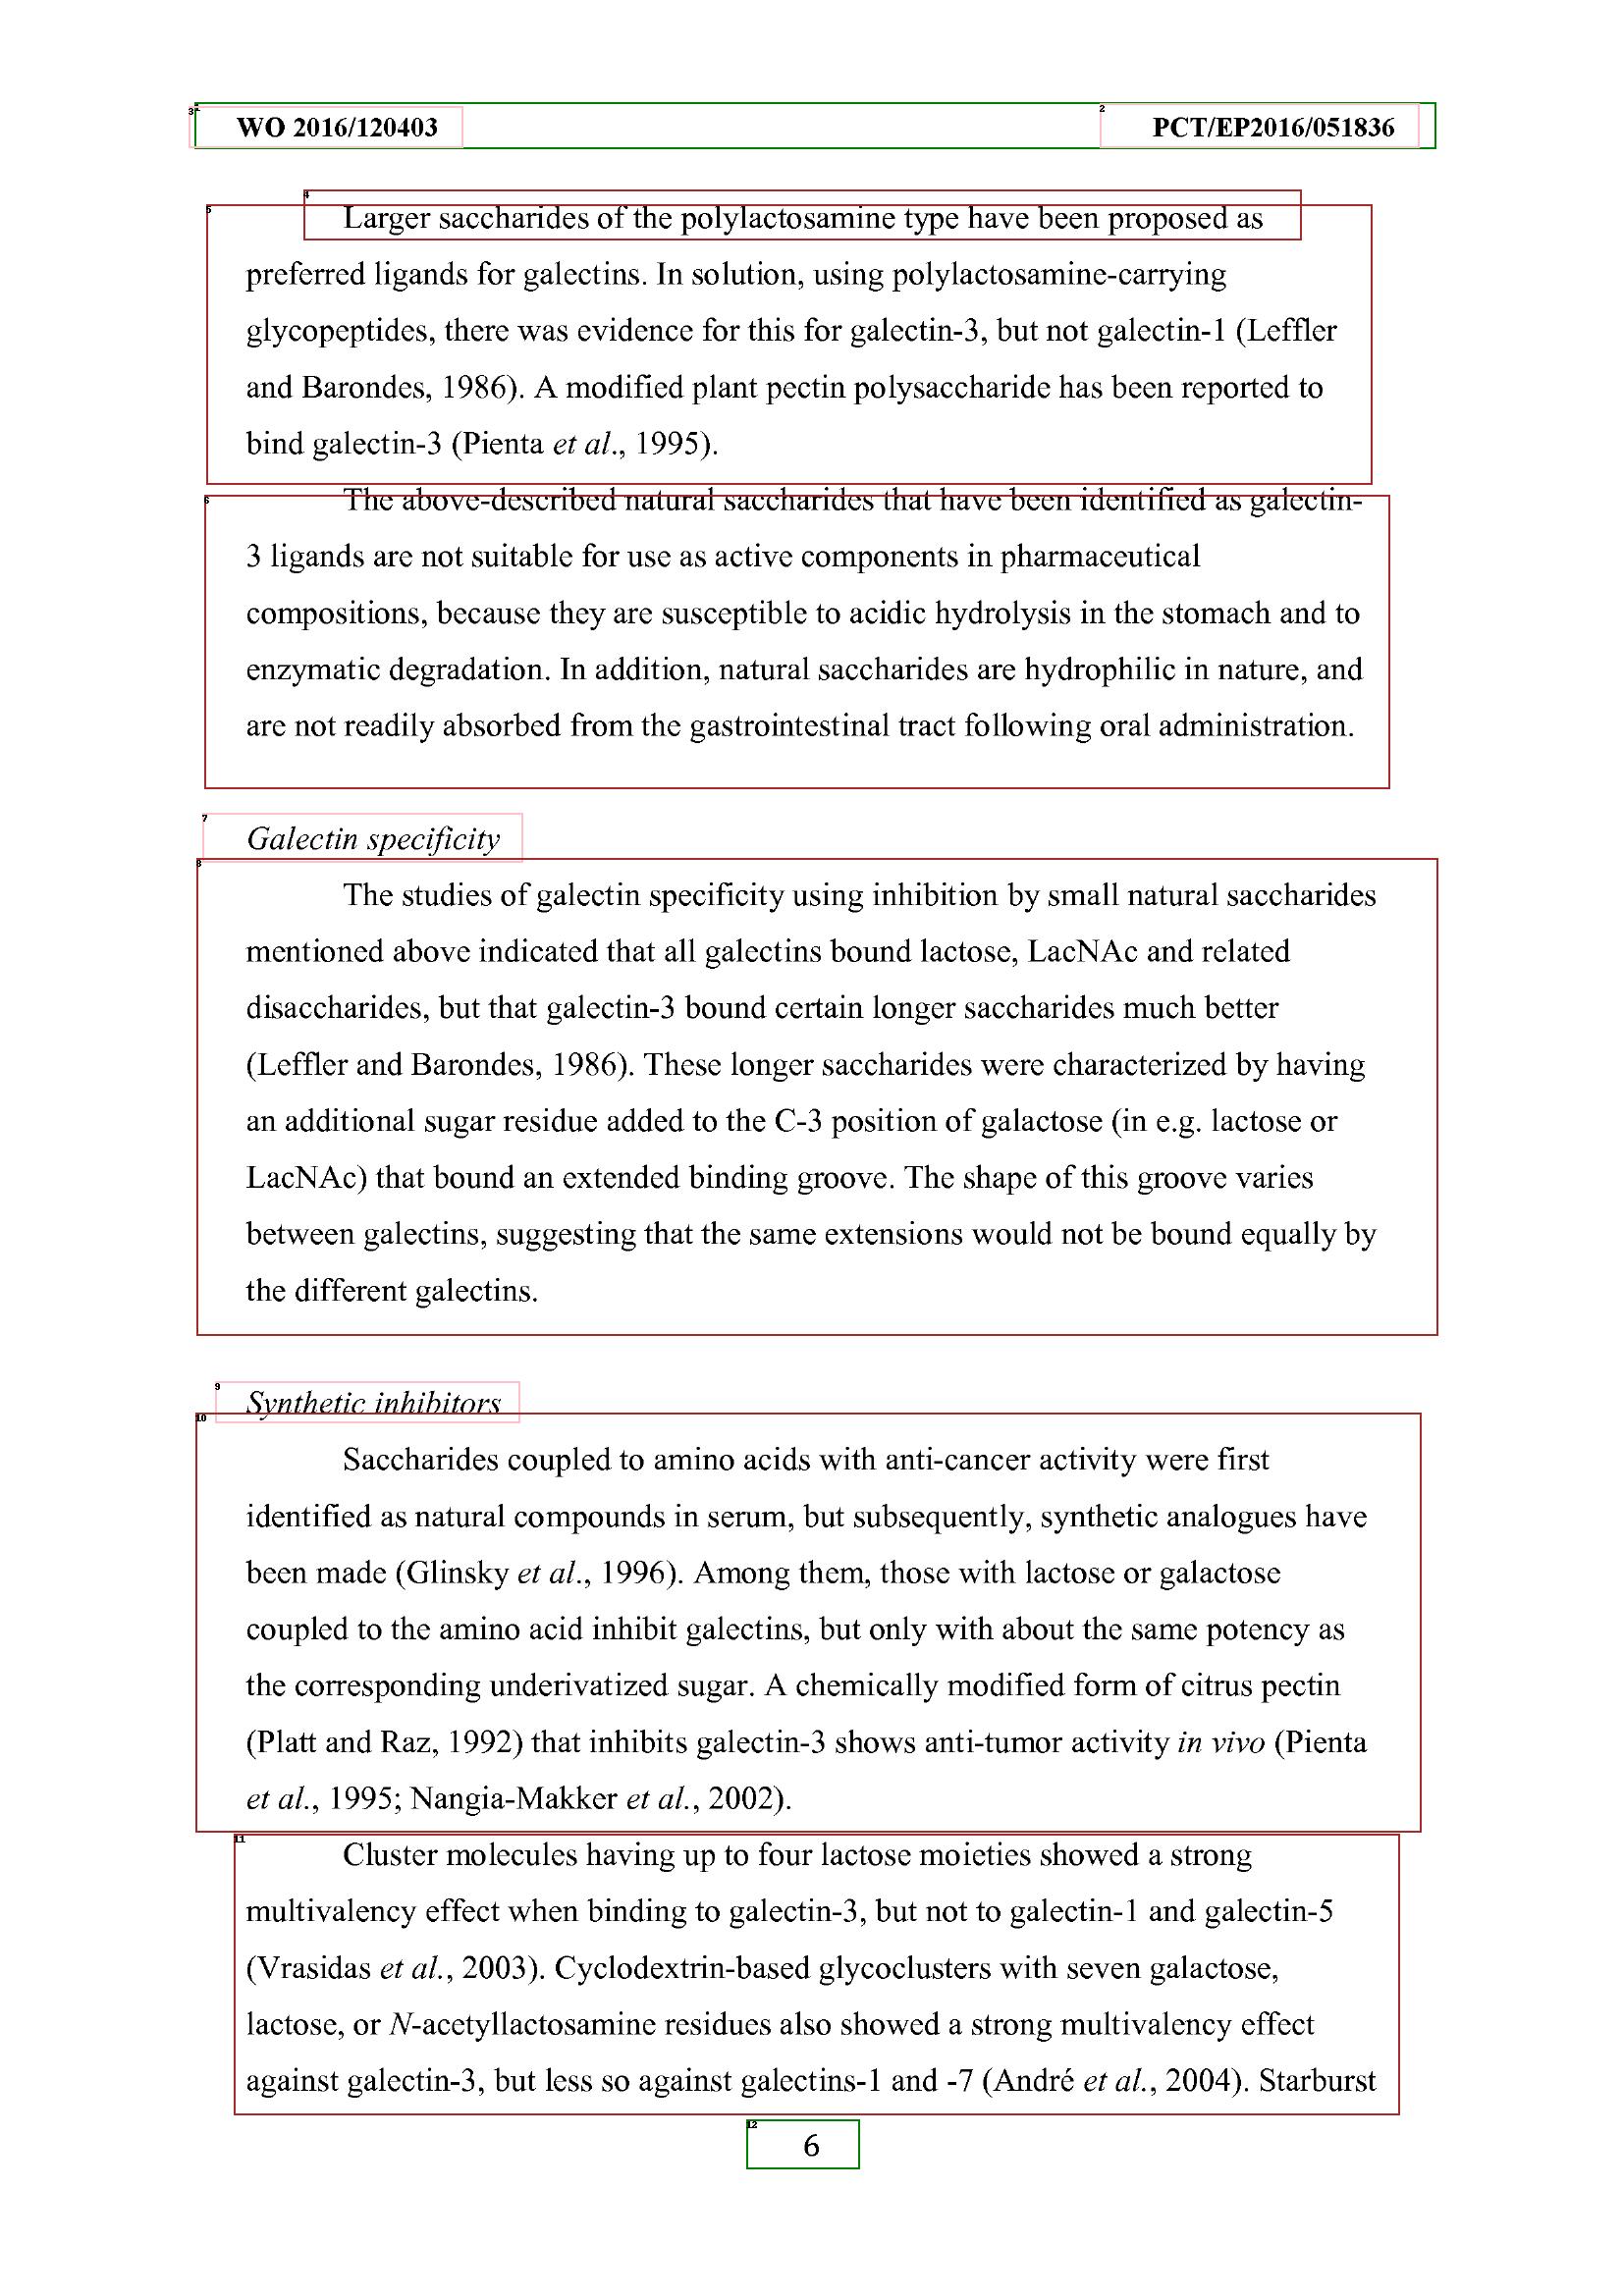 WO 2016/120403 PCT/EP2016/051836
Larger saccharides of the polylactosamine type have been proposed as
preferred ligands for galectins. In solution, using polylactosamine-carrying
glycopeptides, there was evidence for this for galectin-3, but not galectin-1 (Leffler
and Barondes, 1986). A modified plant pectin polysaccharide has been reported to
bind galectin-3 (Pienta et al., 1995).
The above-described natural saccharides that have been identified as galectin-
3 ligands are not suitable for use as active components in pharmaceutical
compositions, because they are susceptible to acidic hydrolysis in the stomach and to
enzymatic degradation. In addition, natural saccharides are hydrophilic in nature, and
are not readily absorbed from the gastrointestinal tract following oral administration.
Galectin specificity
The studies of galectin specificity using inhibition by small natural saccharides
mentioned above indicated that all galectins bound lactose, LacNAc and related
disaccharides, but that galectin-3 bound certain longer saccharides much better
(Leffler and Barondes, 1986). These longer saccharides were characterized by having
an additional sugar residue added to the C-3 position of galactose (in e.g. lactose or
LacNAc) that bound an extended binding groove. The shape of this groove varies
between galectins, suggesting that the same extensions would not be bound equally by
the different galectins.
Synthetic inhibitors
Saccharides coupled to amino acids with anti-cancer activity were first
identified as natural compounds in serum, but subsequently, synthetic analogues have
been made (Glinsky et al., 1996). Among them, those with lactose or galactose
coupled to the amino acid inhibit galectins, but only with about the same potency as
the corresponding underivatized sugar. A chemically modified form of citrus pectin
(Platt and Raz, 1992) that inhibits galectin-3 shows anti-tumor activity in vivo (Pienta
et al., 1995; Nangia-Makker et al., 2002).
Cluster molecules having up to four lactose moieties showed a strong
multivalency effect when binding to galectin-3, but not to galectin-1 and galectin-5
(Vrasidas et al., 2003). Cyclodextrin-based glycoclusters with seven galactose,
lactose, or N-acetyllactosamine residues also showed a strong multivalency effect
against galectin-3, but less so against galectins-1 and -7 (André et al., 2004). Starburst
6